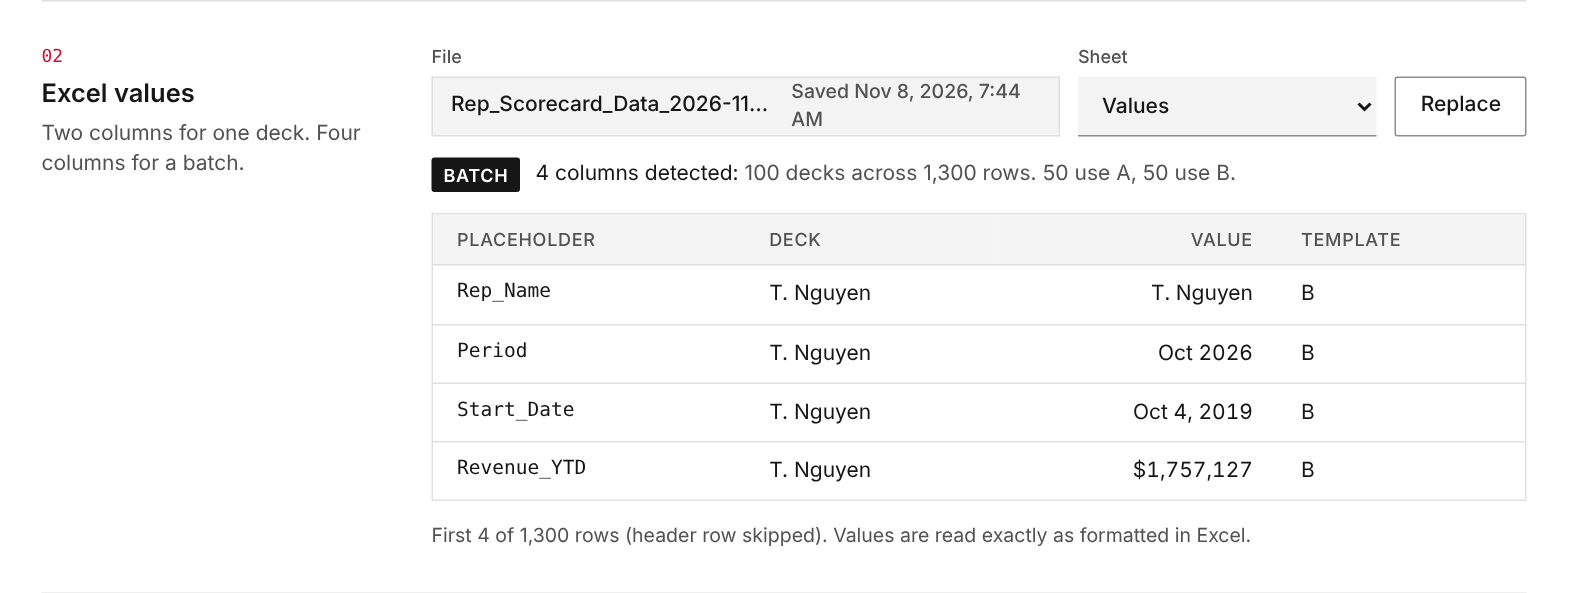 02
Excel values
Two columns for one deck. Four
columns for a batch.
File
Rep_Scorecard_Data_2026-11...
Saved Nov 8, 2026, 7:44
AM
Sheet
Values
Replace
BATCH 4 columns detected: 100 decks across 1,300 rows. 50 use A, 50 use B.
PLACEHOLDER DECK VALUE TEMPLATE
Rep_Name T. Nguyen T. Nguyen B
Period T. Nguyen Oct 2026 B
Start_Date T. Nguyen Oct 4, 2019 B
Revenue_YTD T. Nguyen $1,757,127 B
First 4 of 1,300 rows (header row skipped). Values are read exactly as formatted in Excel.